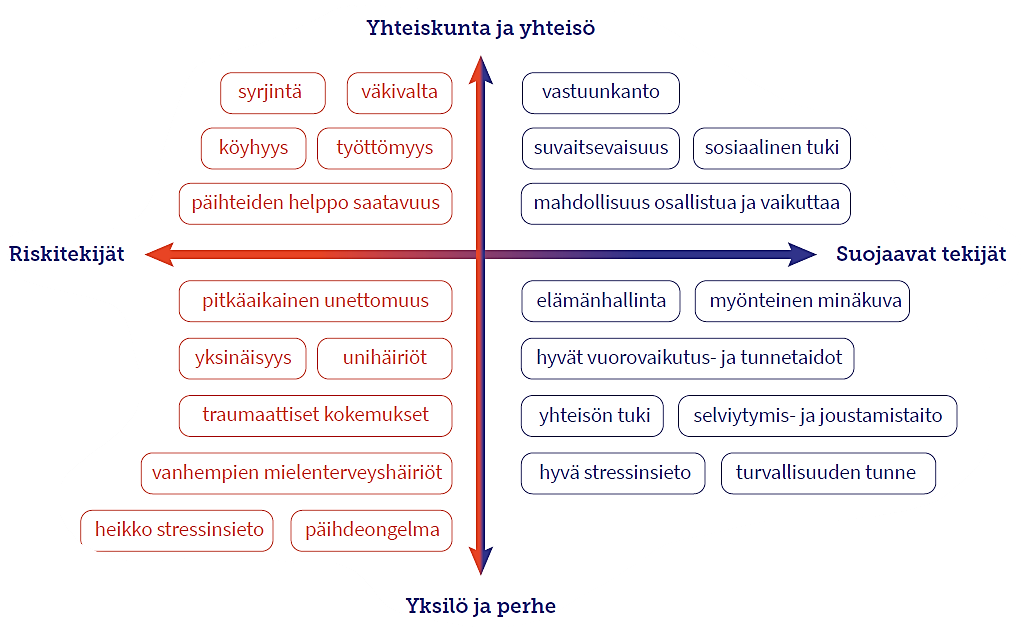 Yhteiskunta ja yhteisö
syrjintä väkivalta vastuunkanto
köyhyys työttömyys suvaitsevaisuus sosiaalinen tuki
päihteiden helppo saatavuus mahdollisuus osallistua ja vaikuttaa
Riskitekijät Suojaavat tekijät
pitkäaikainen unettomuus elämänhallinta myönteinen minäkuva
yksinäisyys unihäiriöt hyvät vuorovaikutus- ja tunnetaidot
traumaattiset kokemukset yhteisön tuki selviytymis- ja joustamistaito
vanhempien mielenterveyshäiriöt hyvä stressinsieto turvallisuuden tunne
heikko stressinsieto päihdeongelma
Yksilö ja perhe